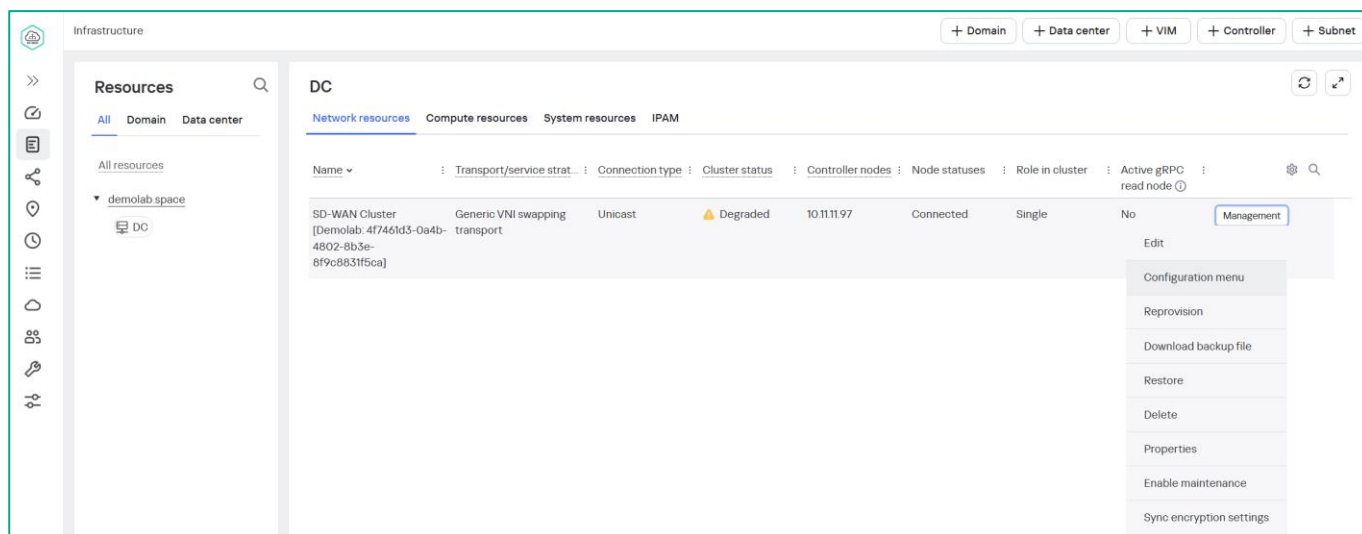 Infrastructure
+ Domain
+ Data center
+ VIM
+ Controller
+ Subnet
Resources
All Domain Data center
All resources
demolab.space
DC
DC
Network resources Compute resources System resources IPAM
Name
Transport/service strat...
Connection type
Cluster status
Controller nodes
Node statuses
Role in cluster
Active gRPC
read node
SD-WAN Cluster
[Demolab: 4f7461d3-0a4b-
4802-8b3e-
8f9c8831f5ca]
Generic VNI swapping
transport
Unicast
Degraded
10.11.11.97
Connected
Single
No
Management
Edit
Configuration menu
Reprovision
Download backup file
Restore
Delete
Properties
Enable maintenance
Sync encryption settings